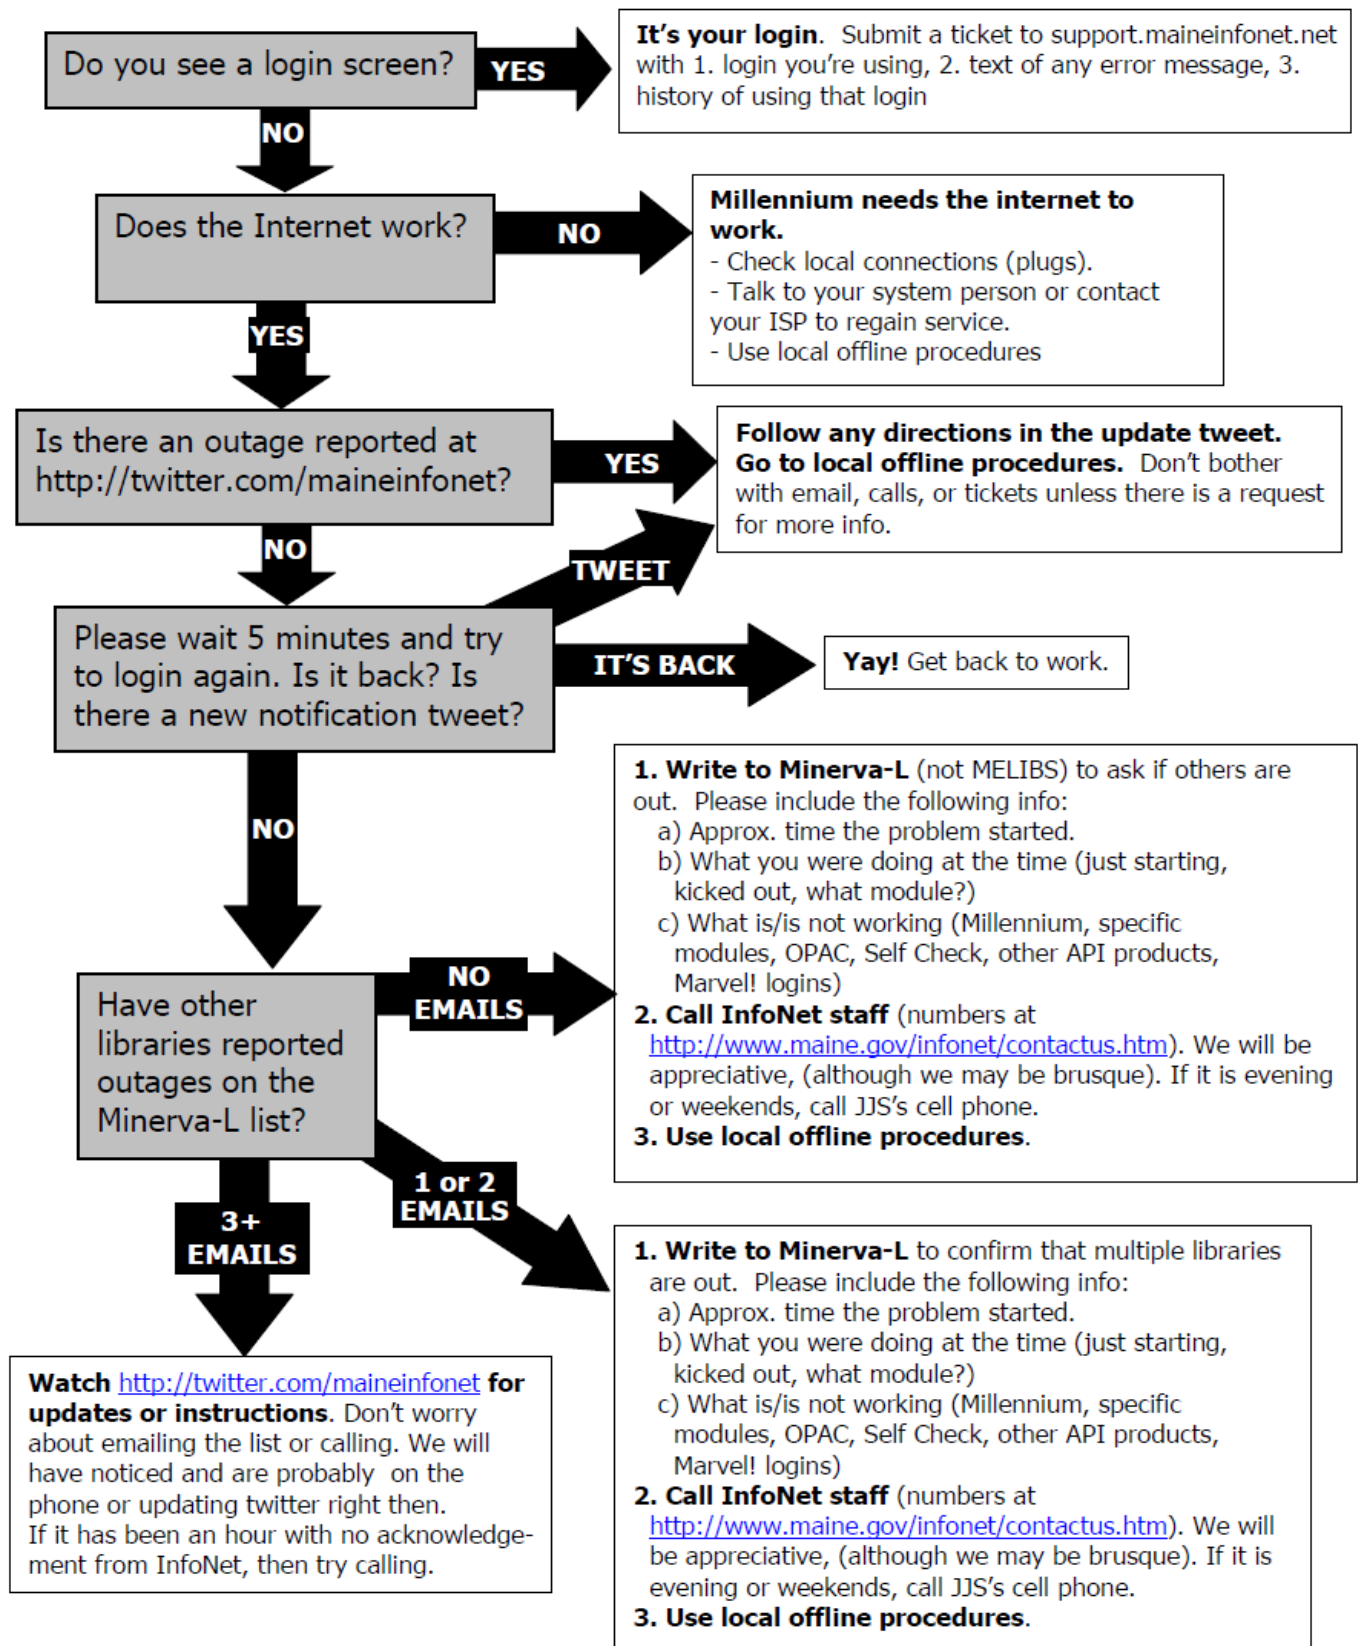 Do you see a login screen?
YES
It's your login. Submit a ticket to support.maineinfonet.net
with 1. login you're using, 2. text of any error message, 3.
history of using that login
NO
Does the Internet work?
NO
Millennium needs the internet to
work.
- Check local connections (plugs).
- Talk to your system person or contact
your ISP to regain service.
- Use local offline procedures
YES
Is there an outage reported at
http://twitter.com/maineinfonet?
YES
Follow any directions in the update tweet.
Go to local offline procedures. Don't bother
with email, calls, or tickets unless there is a request
for more info.
NO
TWEET
Please wait 5 minutes and try
to login again. Is it back? Is
there a new notification tweet?
IT'S BACK
Yay! Get back to work.
NO
Have other
libraries reported
outages on the
Minerva-L list?
NO
EMAILS
1. Write to Minerva-L (not MELIBS) to ask if others are
out. Please include the following info:
a) Approx. time the problem started.
b) What you were doing at the time (just starting,
kicked out, what module?)
c) What is/is not working (Millennium, specific
modules, OPAC, Self Check, other API products,
Marvel! logins)
2. Call InfoNet staff (numbers at
http://www.maine.gov/infonet/contactus.htm). We will be
appreciative, (although we may be brusque). If it is evening
or weekends, call JJS's cell phone.
3. Use local offline procedures.
1 or 2
EMAILS
1. Write to Minerva-L to confirm that multiple libraries
are out. Please include the following info:
a) Approx. time the problem started.
b) What you were doing at the time (just starting,
kicked out, what module?)
c) What is/is not working (Millennium, specific
modules, OPAC, Self Check, other API products,
Marvel! logins)
2. Call InfoNet staff (numbers at
http://www.maine.gov/infonet/contactus.htm). We will
be appreciative, (although we may be brusque). If it is
evening or weekends, call JJS's cell phone.
3. Use local offline procedures.
3+
EMAILS
Watch http://twitter.com/maineinfonet for
updates or instructions. Don't worry
about emailing the list or calling. We will
have noticed and are probably on the
phone or updating twitter right then.
If it has been an hour with no acknowledge-
ment from InfoNet, then try calling.